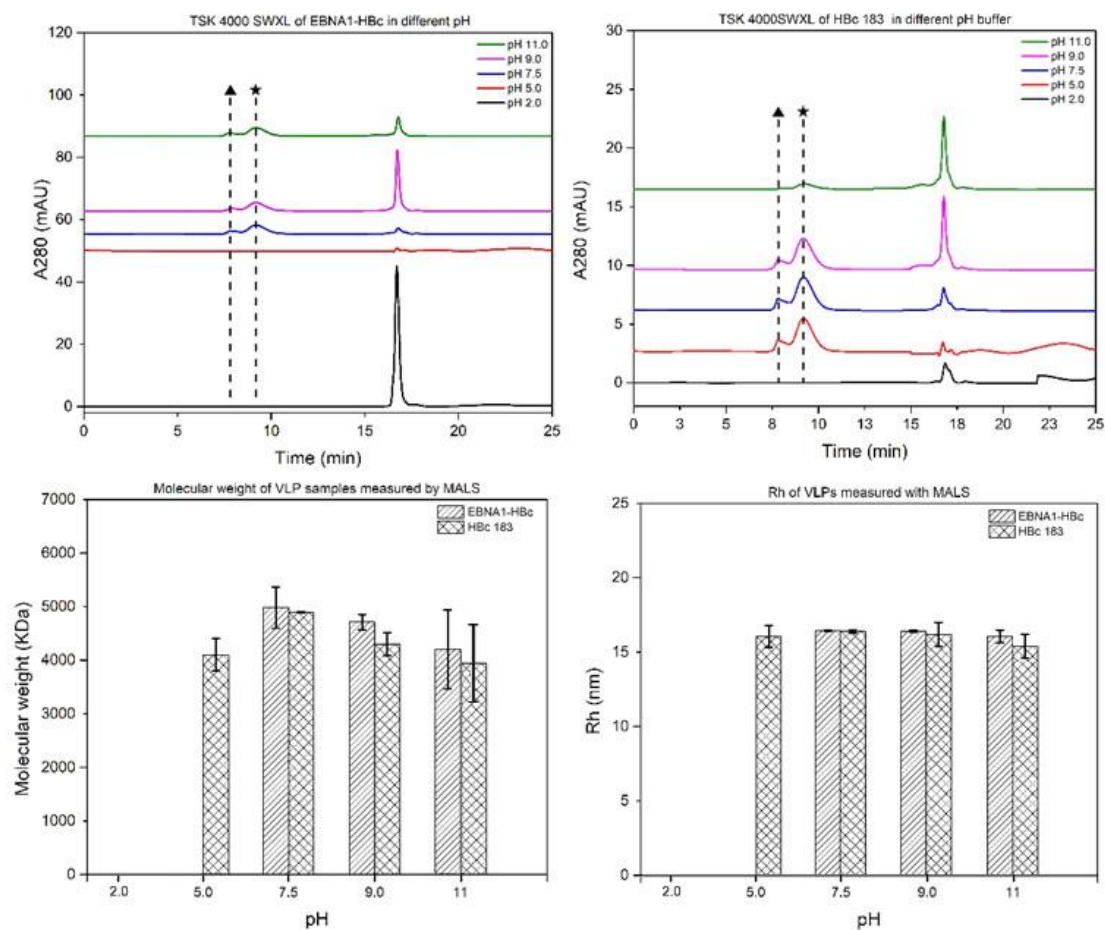 TSK 4000 SWXL of EBNA1-HBc in different pH
120
100
80
60
40
20
0
A280 (mAU)
pH 11.0
pH 9.0
pH 7.5
pH 5.0
pH 2.0
▲ ★
0 5 10 15 20 25
Time (min)
TSK 4000SWXL of HBc 183 in different pH buffer
30
25
20
15
10
5
0
A280 (mAU)
pH 11.0
pH 9.0
pH 7.5
pH 5.0
pH 2.0
▲ ★
0 3 5 8 10 13 15 18 20 23 25
Time (min)
Molecular weight of VLP samples measured by MALS
7000
6000
5000
4000
3000
2000
1000
0
Molecular weight (KDa)
EBNA1-HBc
HBc 183
2.0 5.0 7.5 9.0 11
pH
Rh of VLPs measured with MALS
25
20
15
10
5
0
Rh (nm)
EBNA1-HBc
HBc 183
2.0 5.0 7.5 9.0 11
pH